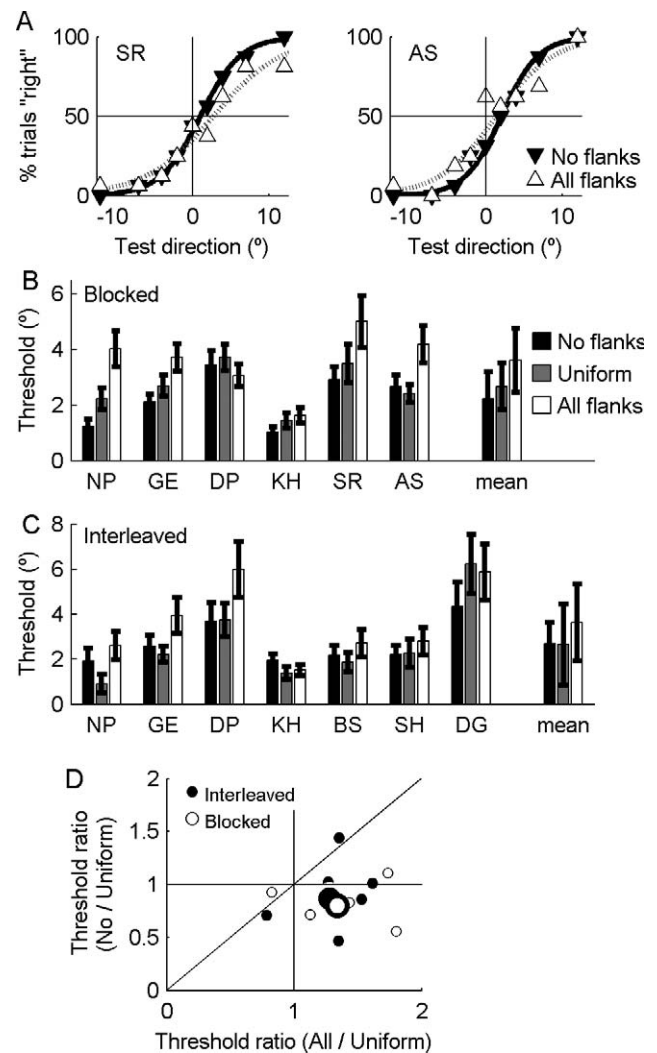 A
SR
AS
100
50
0
% trials "right"
-10 0 10
Test direction (º)
100
50
0
-10 0 10
Test direction (º)
No flanks
All flanks
B
Blocked
6
4
2
0
Threshold (º)
No flanks
Uniform
All flanks
NP GE DP KH SR AS mean
C
Interleaved
8
6
4
2
0
Threshold (º)
NP GE DP KH BS SH DG mean
D
Interleaved
Blocked
2
1.5
1
0.5
0
Threshold ratio
(No / Uniform)
0 1 2
Threshold ratio (All / Uniform)